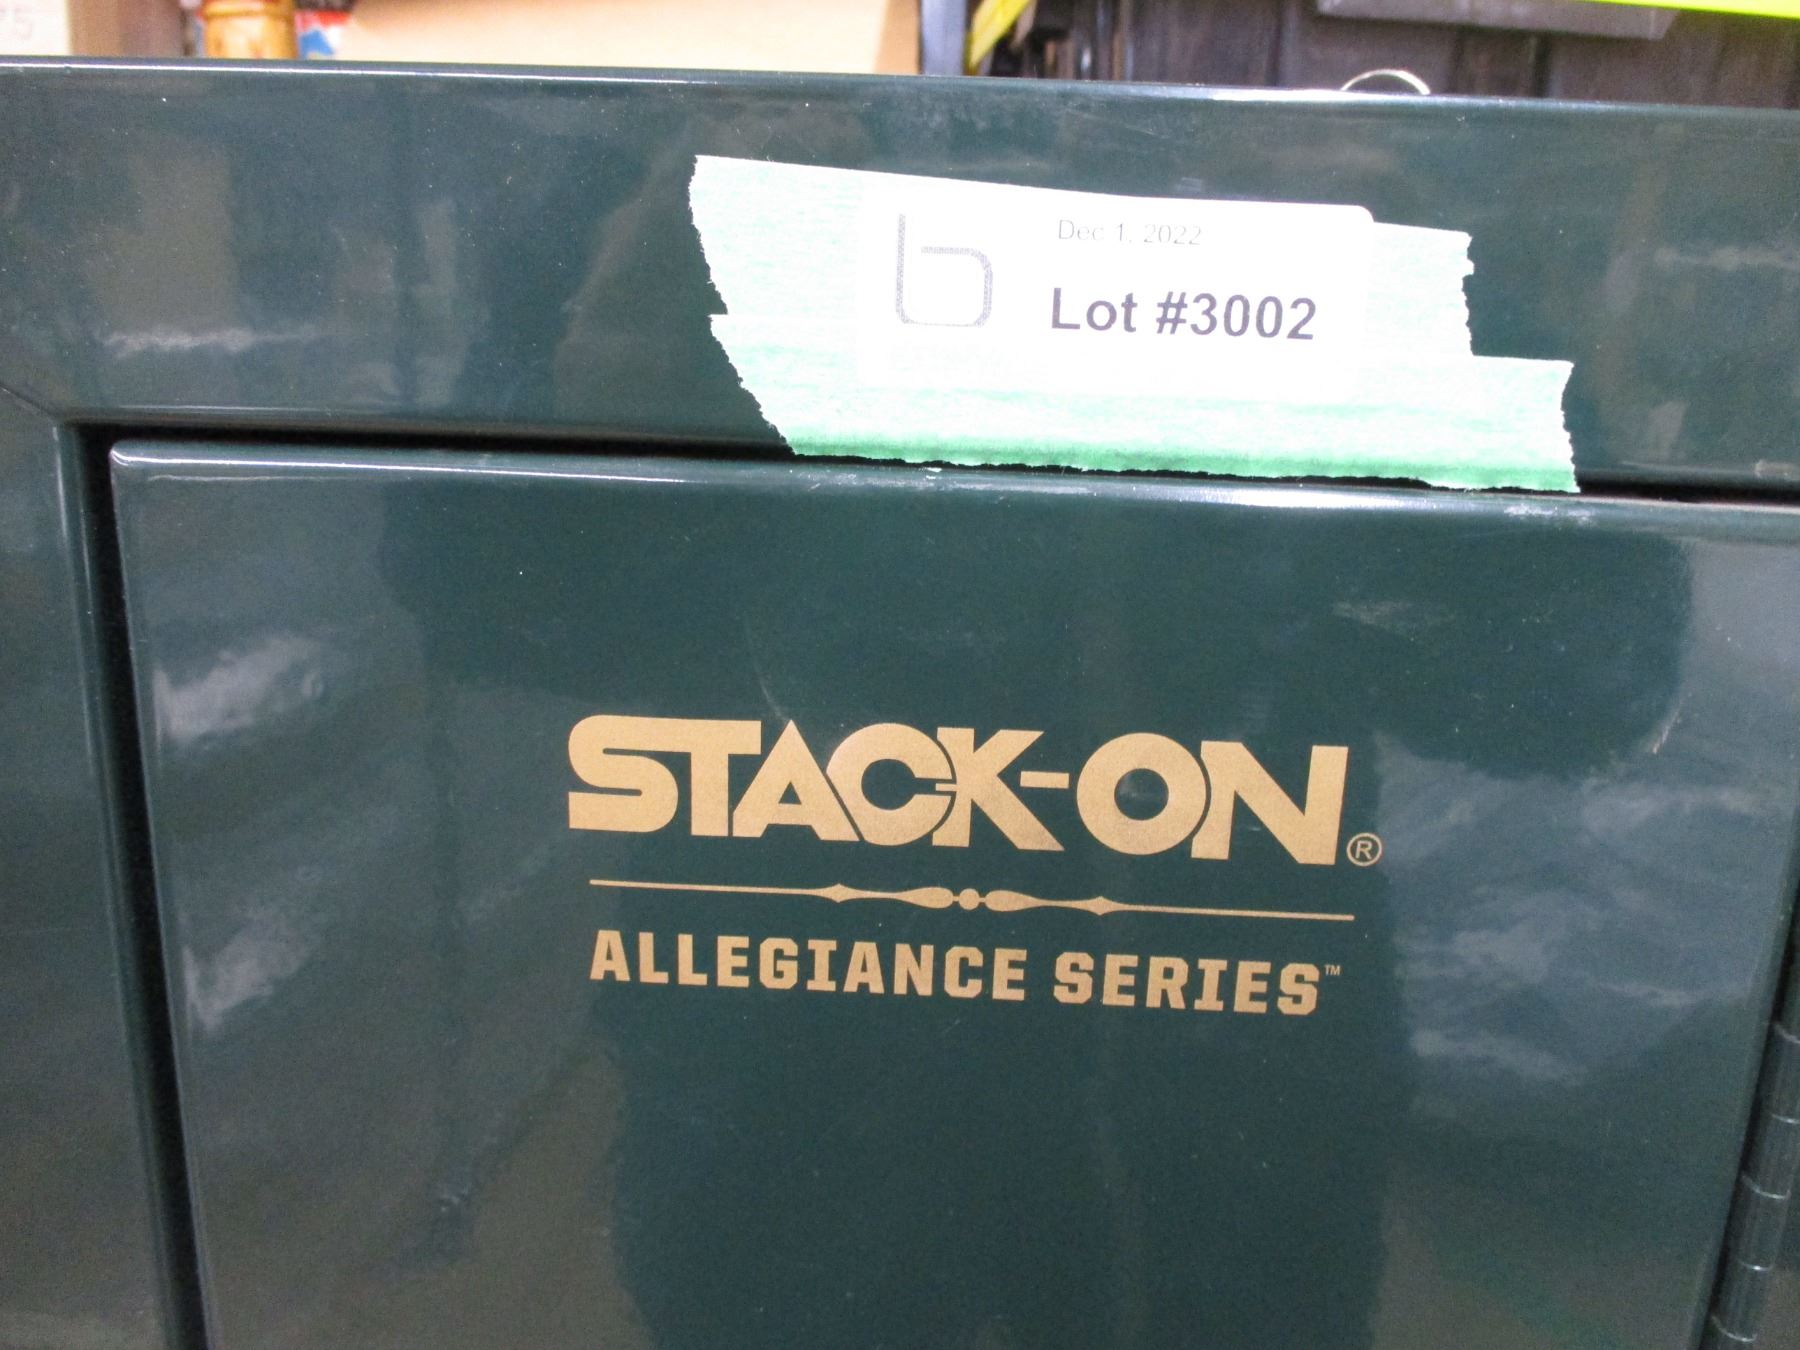 Dec 1, 2022
Lot #3002
STACK-ON®
ALLEGIANCE SERIES™